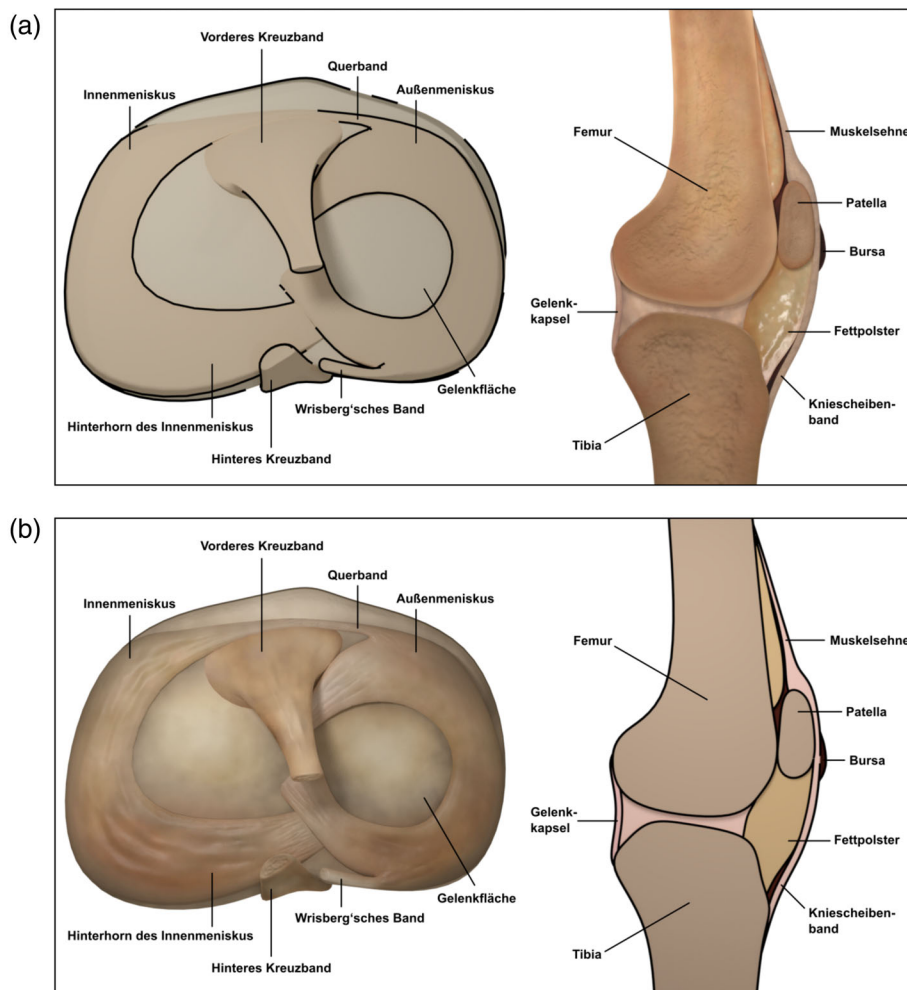 (a)
Vorderes Kreuzband
Querband
Innenmeniskus
Außenmeniskus
Gelenkfläche
Wrisberg‘sches Band
Hinterhorn des Innenmeniskus
Hinteres Kreuzband
Femur
Muskelsehne
Patella
Bursa
Gelenk-
kapsel
Fettpolster
Kniescheiben-
band
Tibia
(b)
Vorderes Kreuzband
Querband
Innenmeniskus
Außenmeniskus
Gelenkfläche
Wrisberg‘sches Band
Hinterhorn des Innenmeniskus
Hinteres Kreuzband
Femur
Muskelsehne
Patella
Bursa
Gelenk-
kapsel
Fettpolster
Kniescheiben-
band
Tibia